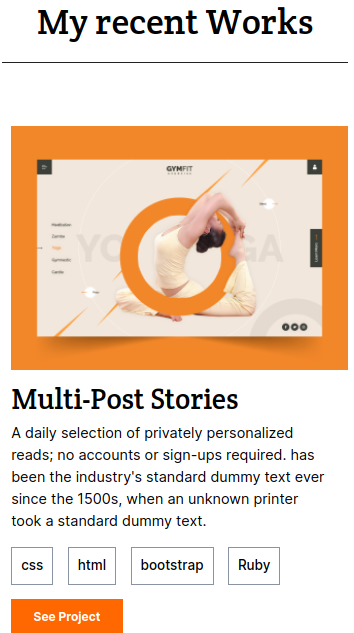 My recent Works
GYMFIT
Meditation
Zumba
Yoga
Gymnastic
Cardio
YO GA
Multi-Post Stories
A daily selection of privately personalized
reads; no accounts or sign-ups required. has
been the industry's standard dummy text ever
since the 1500s, when an unknown printer
took a standard dummy text.
css
html
bootstrap
Ruby
See Project